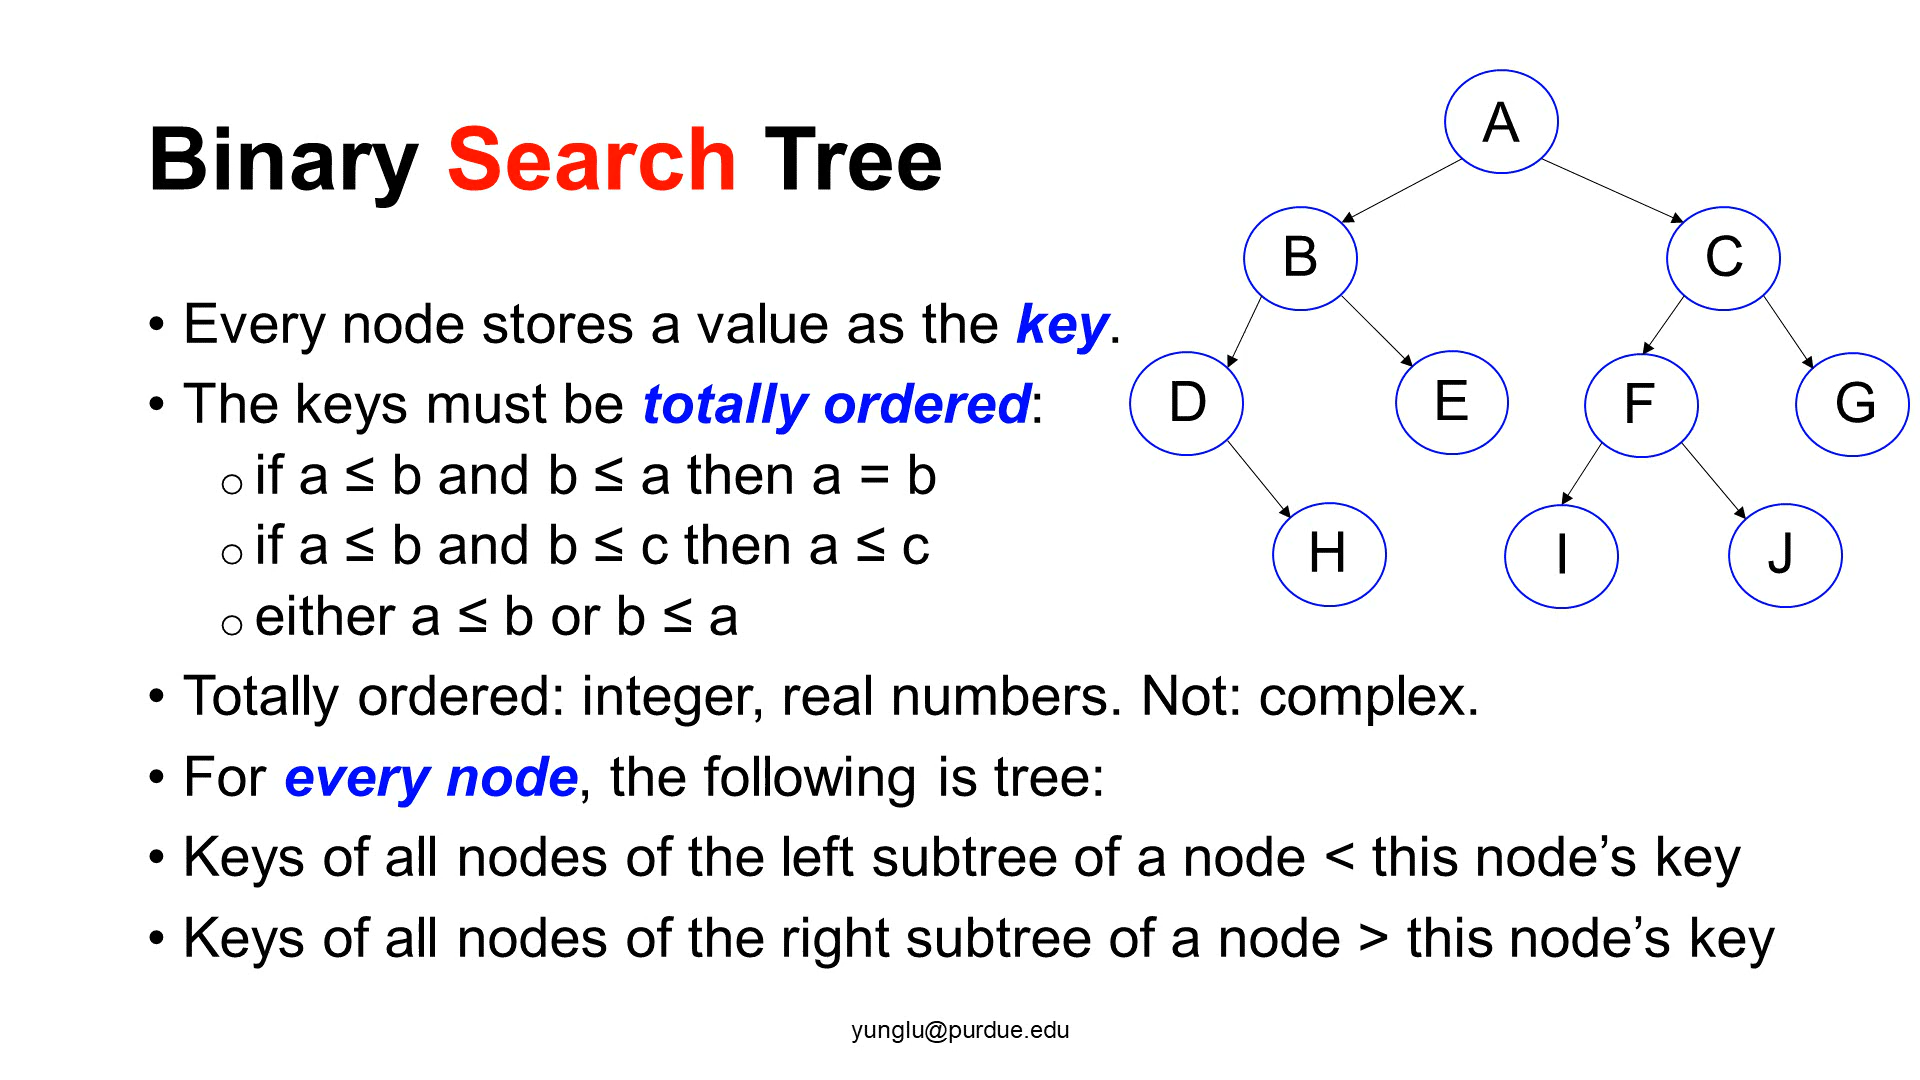 Binary Search Tree
• Every node stores a value as the key.
• The keys must be totally ordered:
o if a ≤ b and b ≤ a then a = b
o if a ≤ b and b ≤ c then a ≤ c
o either a ≤ b or b ≤ a
• Totally ordered: integer, real numbers. Not: complex.
• For every node, the following is tree:
• Keys of all nodes of the left subtree of a node < this node’s key
• Keys of all nodes of the right subtree of a node > this node’s key
A
B
C
D
E
F
G
H
I
J
yunglu@purdue.edu